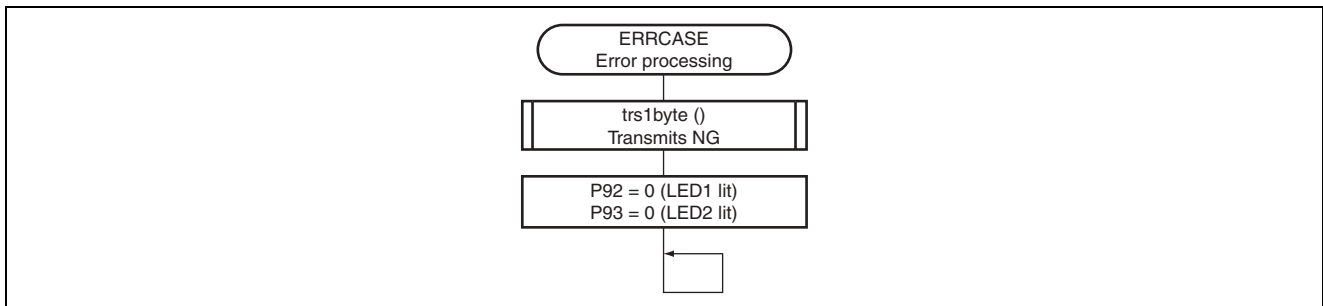 ERRCASE
Error processing
trs1byte ()
Transmits NG
P92 = 0 (LED1 lit)
P93 = 0 (LED2 lit)